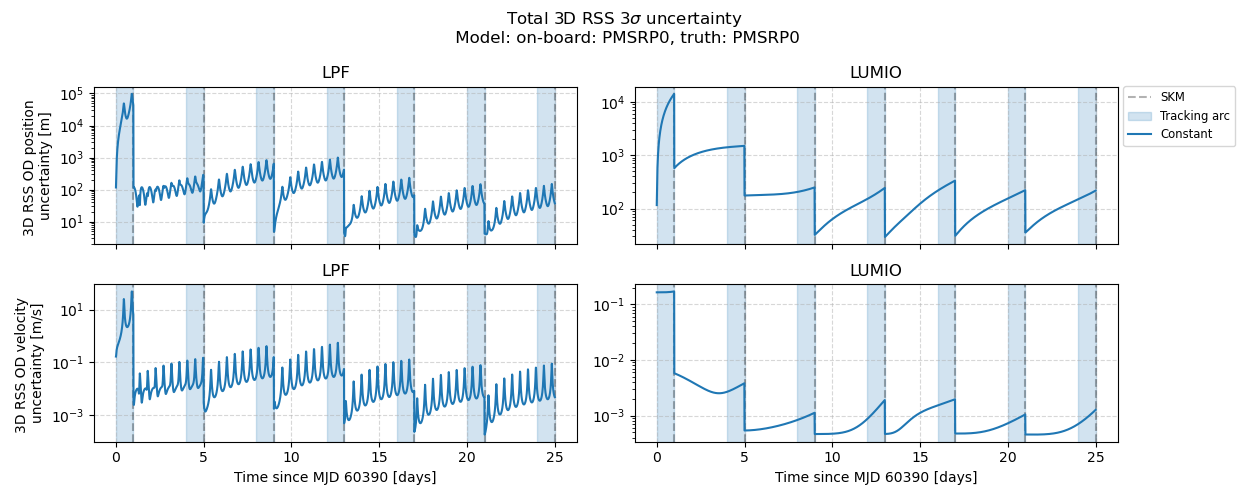 Total 3D RSS 3σ uncertainty
Model: on-board: PMSRP0, truth: PMSRP0
LPF
LUMIO
3D RSS OD position
uncertainty [m]
10⁵
10⁴
10³
10²
10¹
10⁴
10³
10²
SKM
Tracking arc
Constant
LPF
LUMIO
3D RSS OD velocity
uncertainty [m/s]
10¹
10⁻¹
10⁻³
10⁻¹
10⁻²
10⁻³
0 5 10 15 20 25
0 5 10 15 20 25
Time since MJD 60390 [days]
Time since MJD 60390 [days]